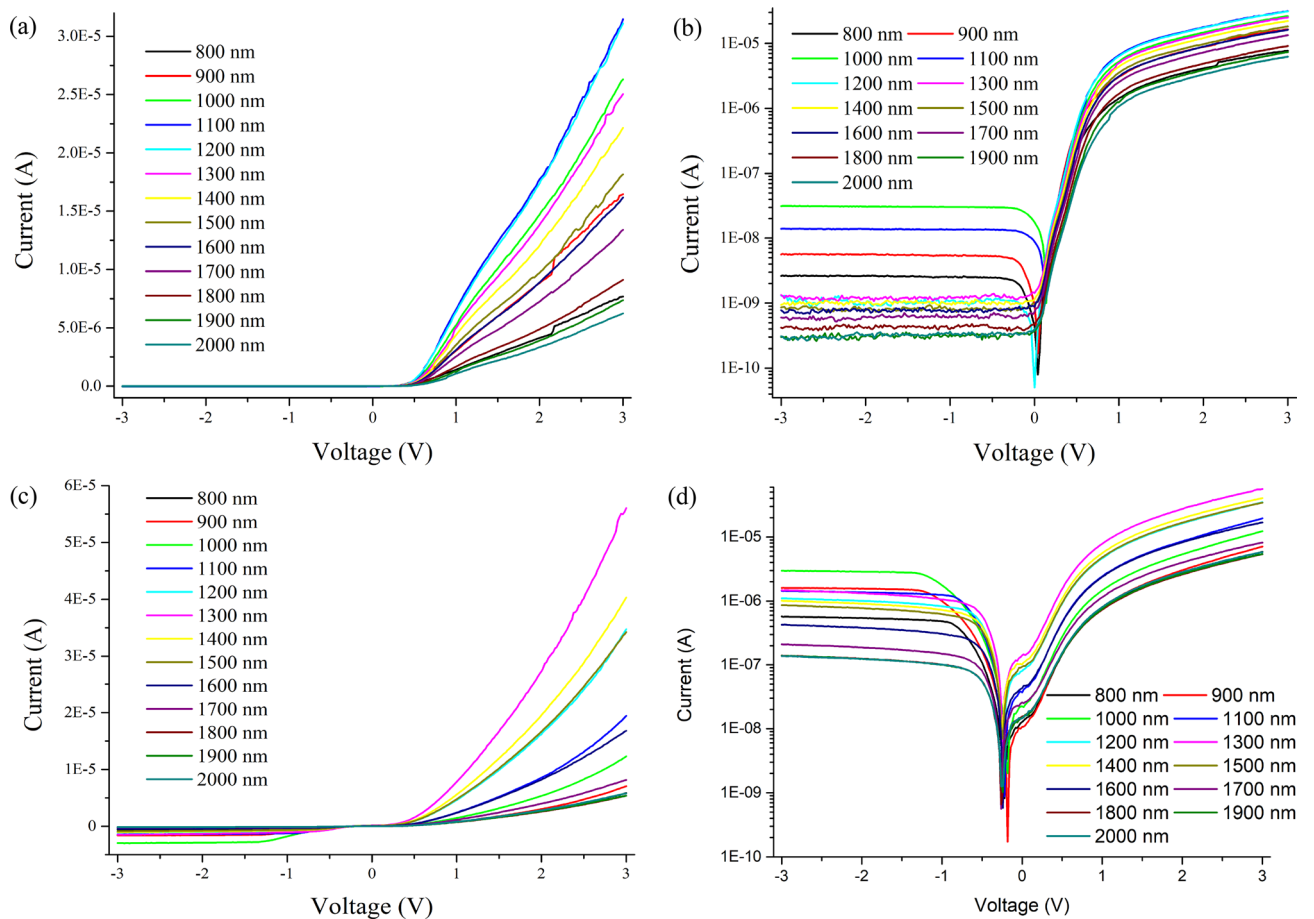 (a)
3.0E-5
2.5E-5
2.0E-5
1.5E-5
1.0E-5
5.0E-6
0.0
Current (A)
800 nm
900 nm
1000 nm
1100 nm
1200 nm
1300 nm
1400 nm
1500 nm
1600 nm
1700 nm
1800 nm
1900 nm
2000 nm
-3 -2 -1 0 1 2 3
Voltage (V)
(b)
1E-05
1E-06
1E-07
1E-08
1E-09
1E-10
Current (A)
800 nm 900 nm
1000 nm 1100 nm
1200 nm 1300 nm
1400 nm 1500 nm
1600 nm 1700 nm
1800 nm 1900 nm
2000 nm
-3 -2 -1 0 1 2 3
Voltage (V)
(c)
6E-5
5E-5
4E-5
3E-5
2E-5
1E-5
0
Current (A)
800 nm
900 nm
1000 nm
1100 nm
1200 nm
1300 nm
1400 nm
1500 nm
1600 nm
1700 nm
1800 nm
1900 nm
2000 nm
-3 -2 -1 0 1 2 3
Voltage (V)
(d)
1E-05
1E-06
1E-07
1E-08
1E-09
1E-10
Current (A)
800 nm 900 nm
1000 nm 1100 nm
1200 nm 1300 nm
1400 nm 1500 nm
1600 nm 1700 nm
1800 nm 1900 nm
2000 nm
-3 -2 -1 0 1 2 3
Voltage (V)